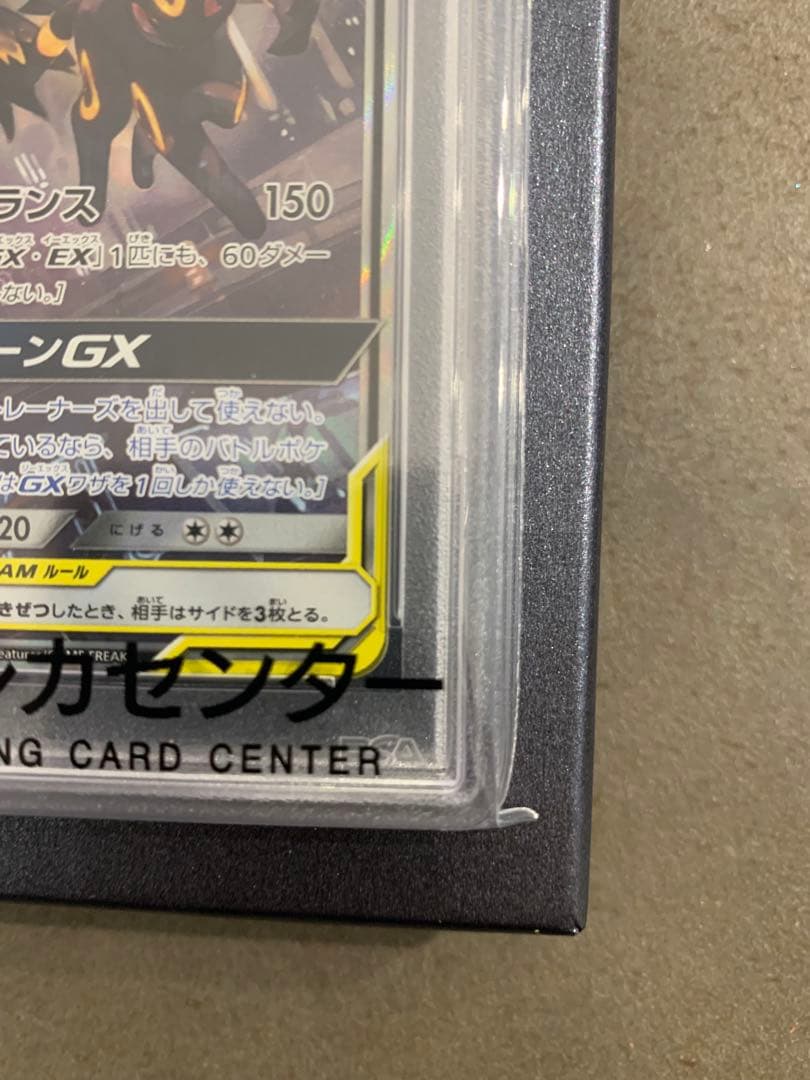 ランス 150
GX・EX］1匹にも、60ダメー
ない。］
ーンGX
トレーナーズを出して使えない。
ているなら、相手のバトルポケ
はGXワザを1回しか使えない。］
20 にげる
AM ルール
きぜつしたとき、相手はサイドを3枚とる。
FREAK
レカセンター
NG CARD CENTER
PSA